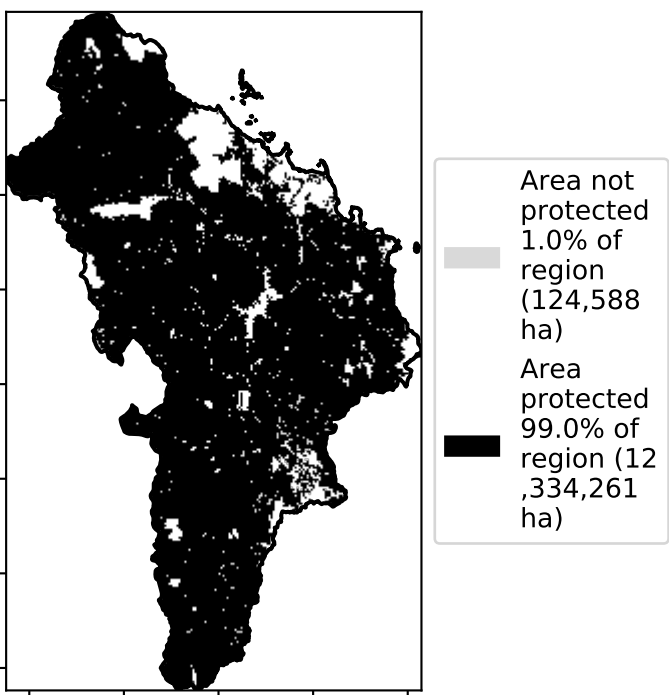 Area not
protected
1.0% of
region
(124,588
ha)
Area
protected
99.0% of
region (12
,334,261
ha)